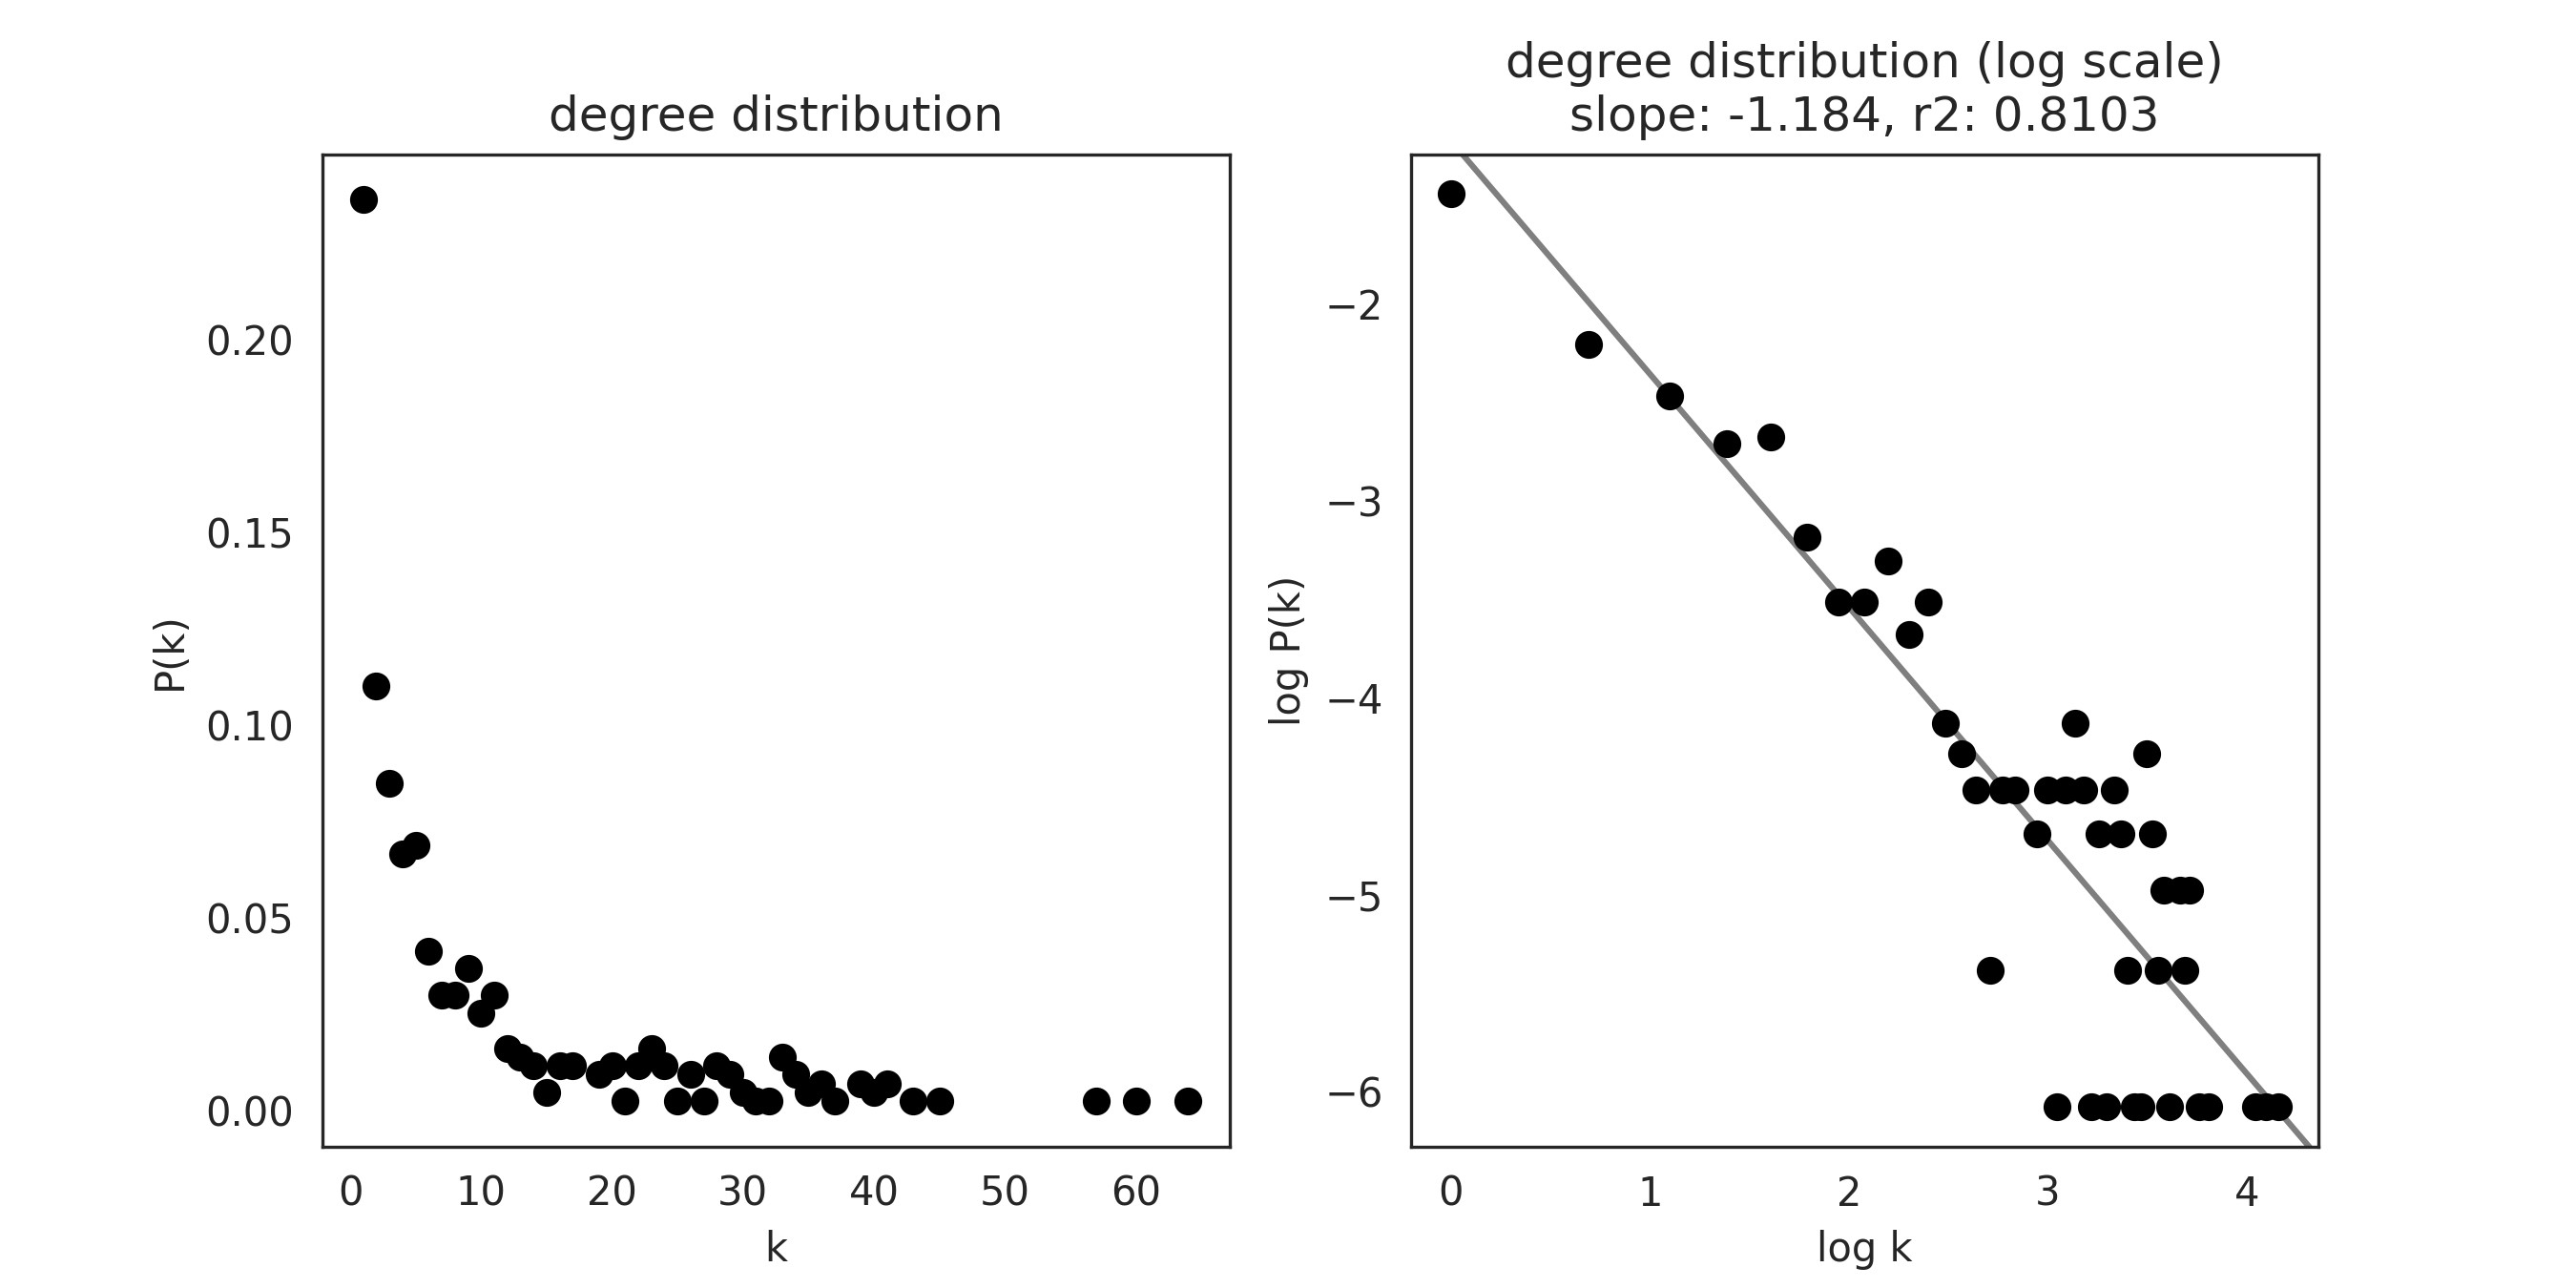 degree distribution
0.20
0.15
0.10
0.05
0.00
P(k)
0 10 20 30 40 50 60
k
degree distribution (log scale)
slope: -1.184, r2: 0.8103
−2
−3
−4
−5
−6
log P(k)
0 1 2 3 4
log k